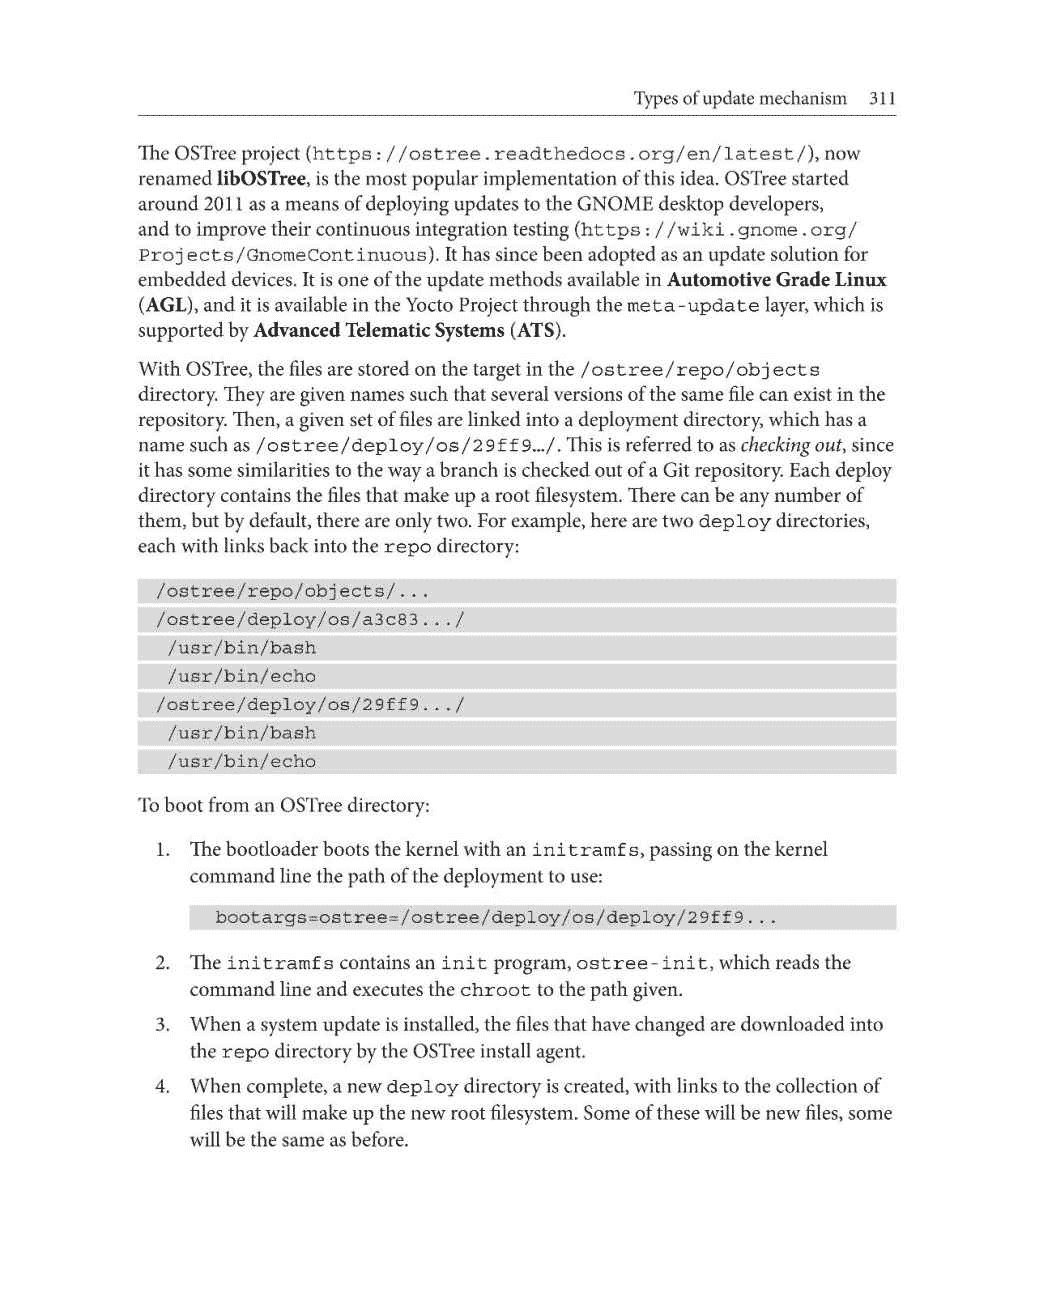 Types of update mechanism 311
The OSTree project (https://ostree.readthedocs.org/en/latest/), now
renamed libOSTree, is the most popular implementation of this idea. OSTree started
around 2011 as a means of deploying updates to the GNOME desktop developers,
and to improve their continuous integration testing (https://wiki.gnome.org/
Projects/GnomeContinuous). It has since been adopted as an update solution for
embedded devices. It is one of the update methods available in Automotive Grade Linux
(AGL), and it is available in the Yocto Project through the meta-update layer, which is
supported by Advanced Telematic Systems (ATS).
With OSTree, the files are stored on the target in the /ostree/repo/objects
directory. They are given names such that several versions of the same file can exist in the
repository. Then, a given set of files are linked into a deployment directory, which has a
name such as /ostree/deploy/os/29ff9.../. This is referred to as checking out, since
it has some similarities to the way a branch is checked out of a Git repository. Each deploy
directory contains the files that make up a root filesystem. There can be any number of
them, but by default, there are only two. For example, here are two deploy directories,
each with links back into the repo directory:
/ostree/repo/objects/...
/ostree/deploy/os/a3c83.../
/usr/bin/bash
/usr/bin/echo
/ostree/deploy/os/29ff9.../
/usr/bin/bash
/usr/bin/echo
To boot from an OSTree directory:
1. The bootloader boots the kernel with an initramfs, passing on the kernel
command line the path of the deployment to use:
bootargs=ostree=/ostree/deploy/os/deploy/29ff9...
2. The initramfs contains an init program, ostree-init, which reads the
command line and executes the chroot to the path given.
3. When a system update is installed, the files that have changed are downloaded into
the repo directory by the OSTree install agent.
4. When complete, a new deploy directory is created, with links to the collection of
files that will make up the new root filesystem. Some of these will be new files, some
will be the same as before.